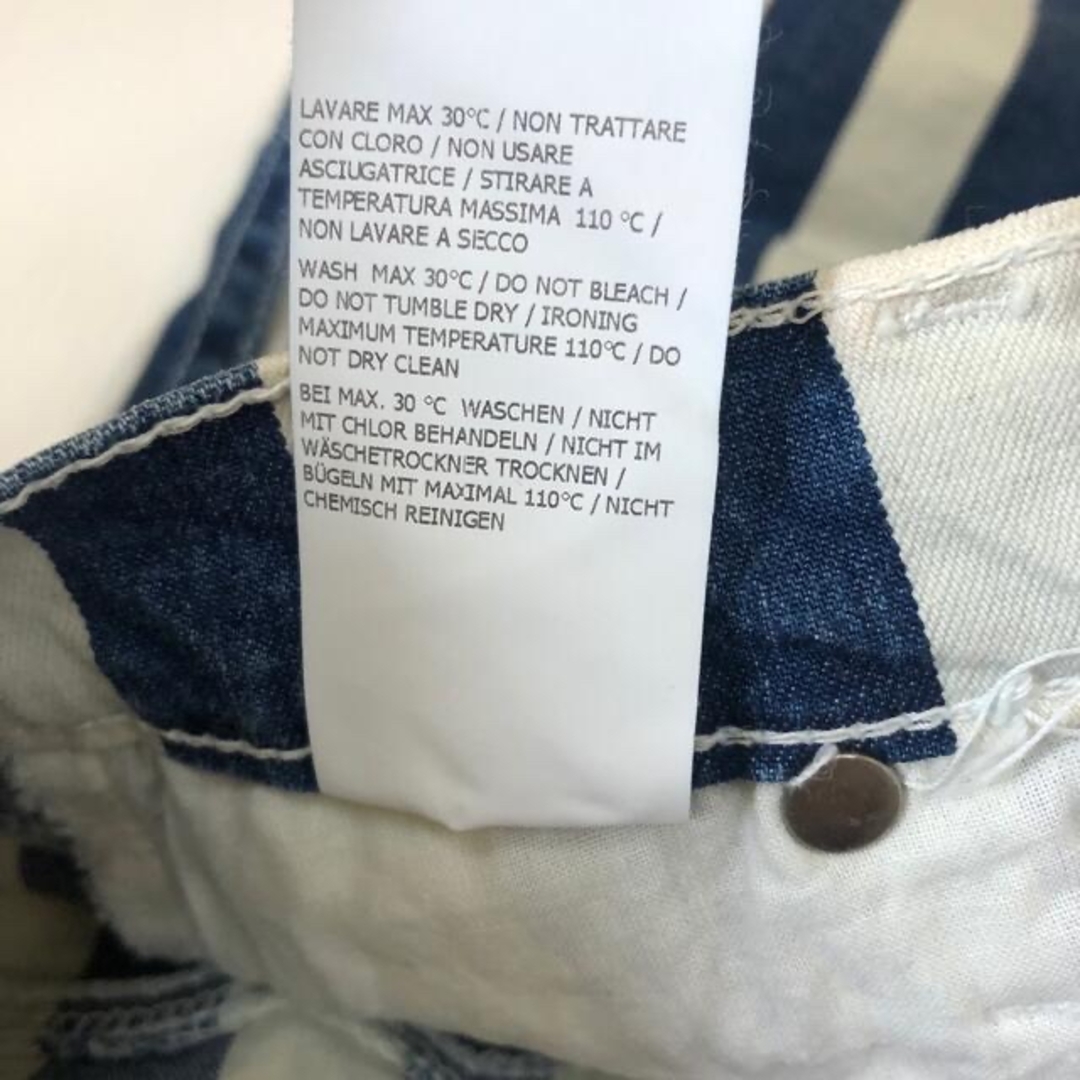 LAVARE MAX 30°C / NON TRATTARE
CON CLORO / NON USARE
ASCIUGATRICE / STIRARE A
TEMPERATURA MASSIMA 110 °C /
NON LAVARE A SECCO
WASH MAX 30°C / DO NOT BLEACH /
DO NOT TUMBLE DRY / IRONING
MAXIMUM TEMPERATURE 110°C / DO
NOT DRY CLEAN
BEI MAX. 30 °C WASCHEN / NICHT
MIT CHLOR BEHANDELN / NICHT IM
WÄSCHETROCKNER TROCKNEN /
BÜGELN MIT MAXIMAL 110°C / NICHT
CHEMISCH REINIGEN